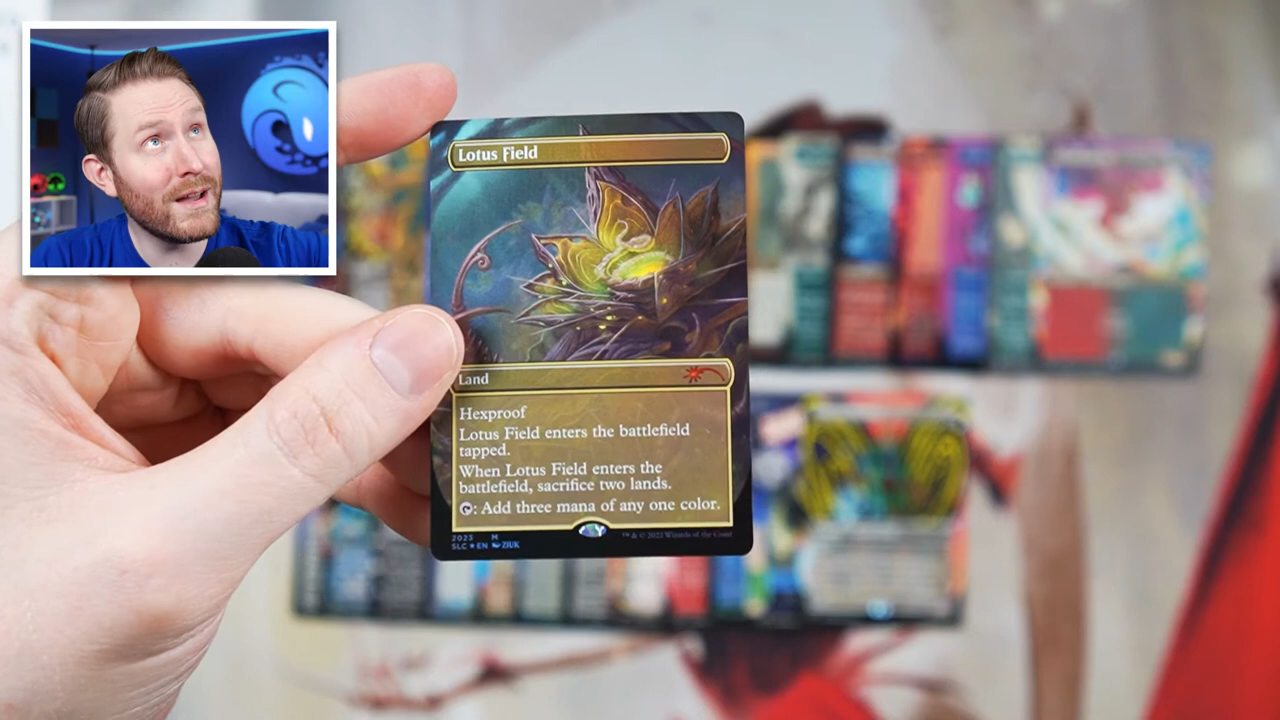 Lotus Field
Land
Hexproof
Lotus Field enters the battlefield
tapped.
When Lotus Field enters the
battlefield, sacrifice two lands.
: Add three mana of any one color.
2023 M
SLC ★ EN ZIUK
™ & © 2022 Wizards of the Coast